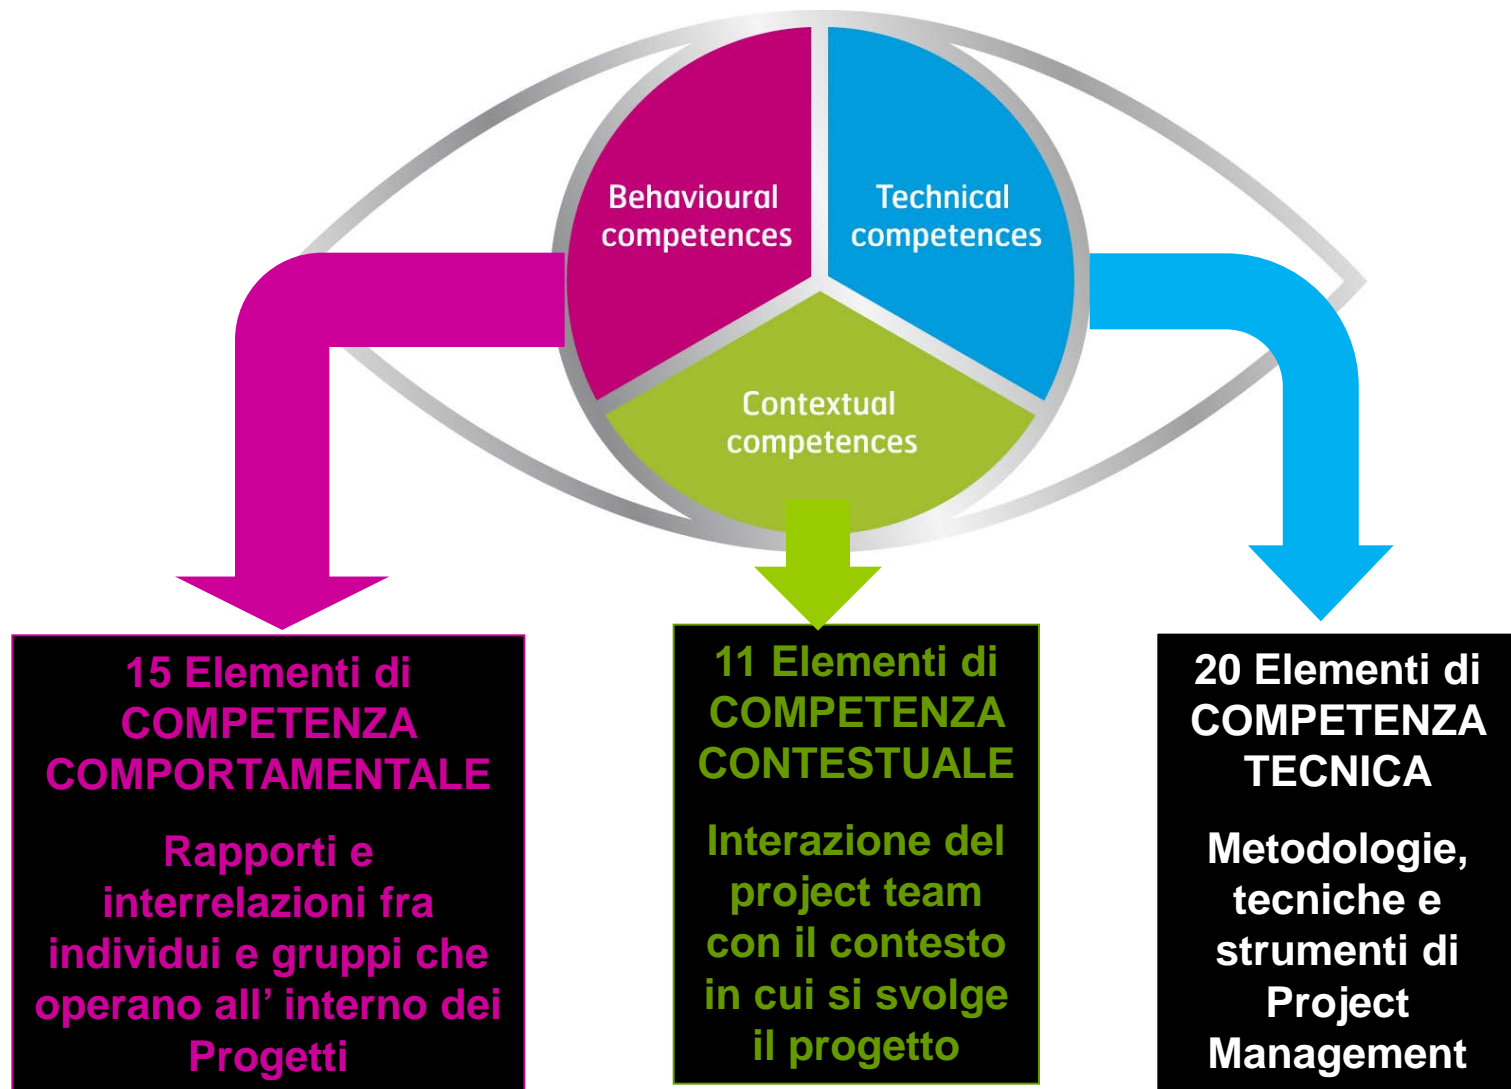 Behavioural
competences
Technical
competences
Contextual
competences
15 Elementi di
COMPETENZA
COMPORTAMENTALE
Rapporti e
interrelazioni fra
individui e gruppi che
operano all’ interno dei
Progetti
11 Elementi di
COMPETENZA
CONTESTUALE
Interazione del
project team
con il contesto
in cui si svolge
il progetto
20 Elementi di
COMPETENZA
TECNICA
Metodologie,
tecniche e
strumenti di
Project
Management